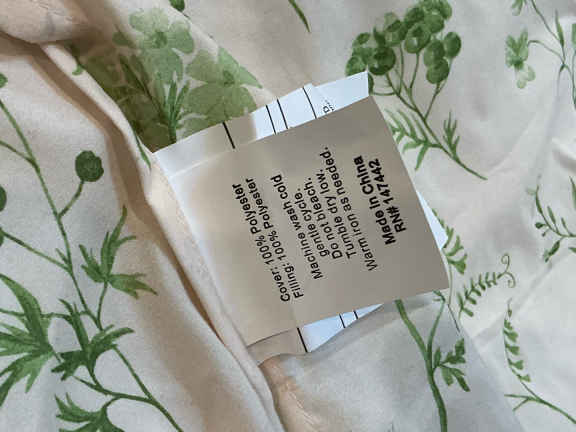 Cover: 100% Polyester
Filling: 100% Polyester
Machine wash cold
gentle cycle.
Do not bleach.
Tumble dry low.
Warm iron as needed.
Made in China
RN# 147442